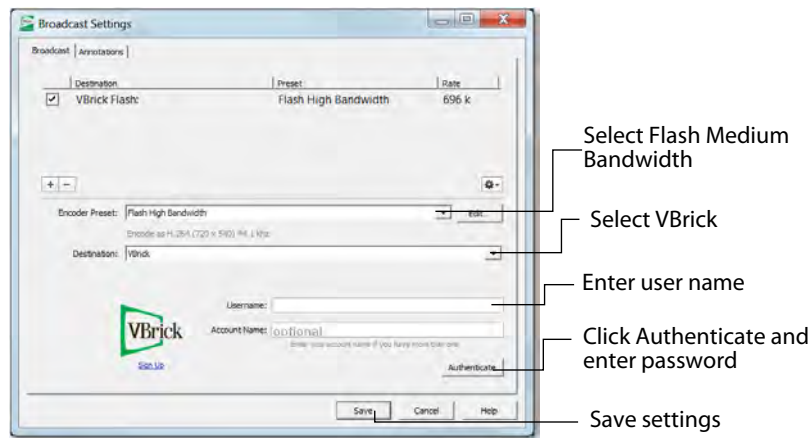 Broadcast Settings
Broadcast Annotations
Destination Preset Rate
VBrick Flash: Flash High Bandwidth 696 k
Select Flash Medium
Bandwidth
+ -
Encoder Preset: Flash High Bandwidth Edit...
Encode as H.264 (720 x 540) 44.1 khz
Select VBrick
Destination: VBrick
Enter user name
Username:
VBrick
Account Name: optional
Enter your account name if you have more than one
Click Authenticate and
enter password
Sign Up
Authenticate
Save Cancel Help
Save settings